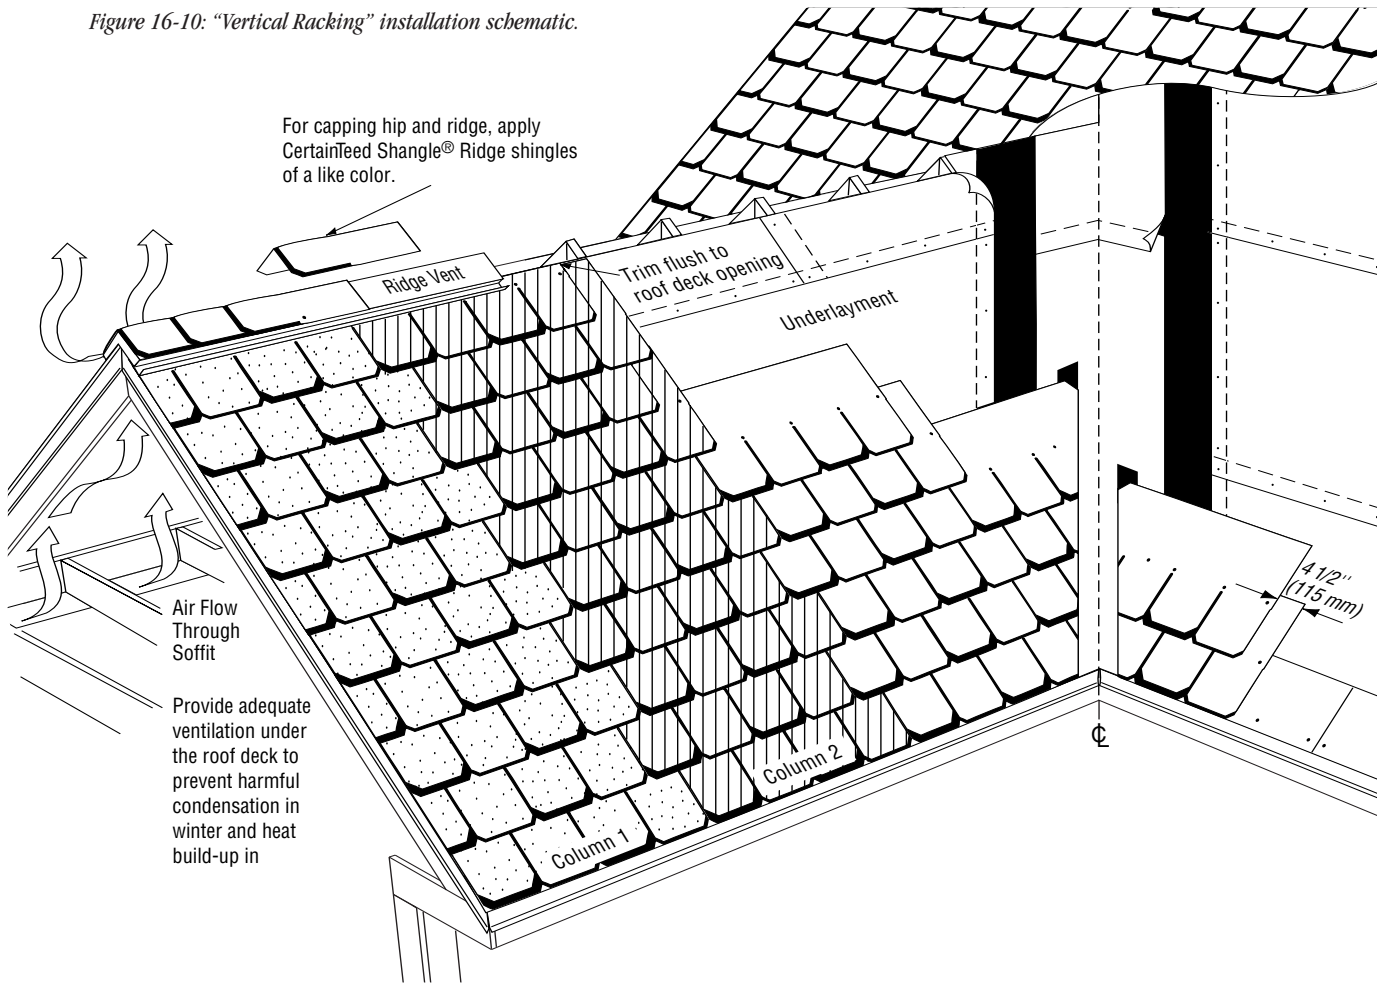 Figure 16-10: “Vertical Racking” installation schematic.
For capping hip and ridge, apply
CertainTeed Shangle® Ridge shingles
of a like color.
Ridge Vent
Trim flush to
roof deck opening
Underlayment
4 1/2''
(115 mm)
Air Flow
Through
Soffit
Provide adequate
ventilation under
the roof deck to
prevent harmful
condensation in
winter and heat
build-up in
Column 1
Column 2
℄